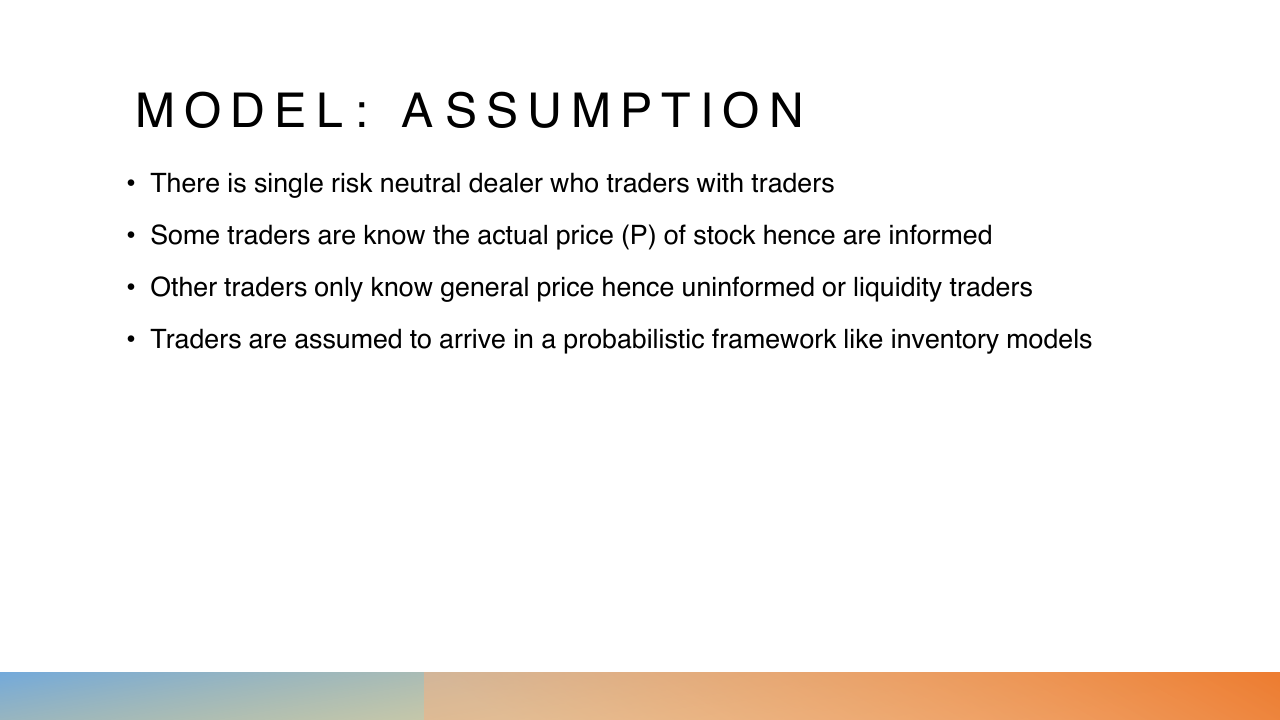 MODEL: ASSUMPTION
• There is single risk neutral dealer who traders with traders
• Some traders are know the actual price (P) of stock hence are informed
• Other traders only know general price hence uninformed or liquidity traders
• Traders are assumed to arrive in a probabilistic framework like inventory models